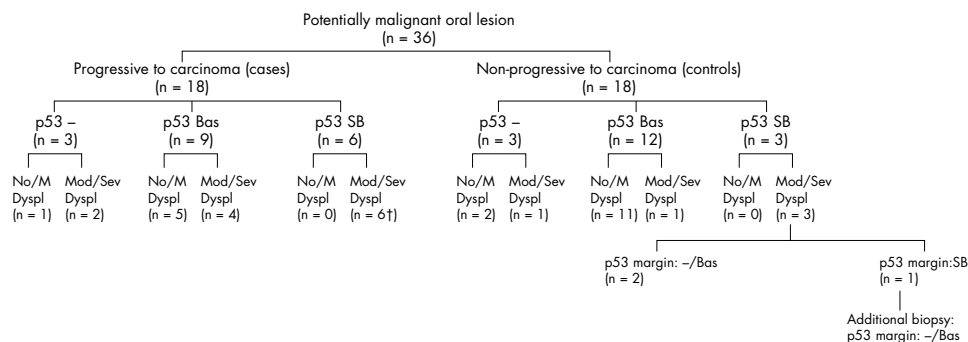 Potentially malignant oral lesion
(n = 36)
Progressive to carcinoma (cases)
(n = 18)
Non-progressive to carcinoma (controls)
(n = 18)
p53 –
(n = 3)
p53 Bas
(n = 9)
p53 SB
(n = 6)
p53 –
(n = 3)
p53 Bas
(n = 12)
p53 SB
(n = 3)
No/M
Dyspl
(n = 1)
Mod/Sev
Dyspl
(n = 2)
No/M
Dyspl
(n = 5)
Mod/Sev
Dyspl
(n = 4)
No/M
Dyspl
(n = 0)
Mod/Sev
Dyspl
(n = 6†)
No/M
Dyspl
(n = 2)
Mod/Sev
Dyspl
(n = 1)
No/M
Dyspl
(n = 11)
Mod/Sev
Dyspl
(n = 1)
No/M
Dyspl
(n = 0)
Mod/Sev
Dyspl
(n = 3)
p53 margin: –/Bas
(n = 2)
p53 margin:SB
(n = 1)
Additional biopsy:
p53 margin: –/Bas